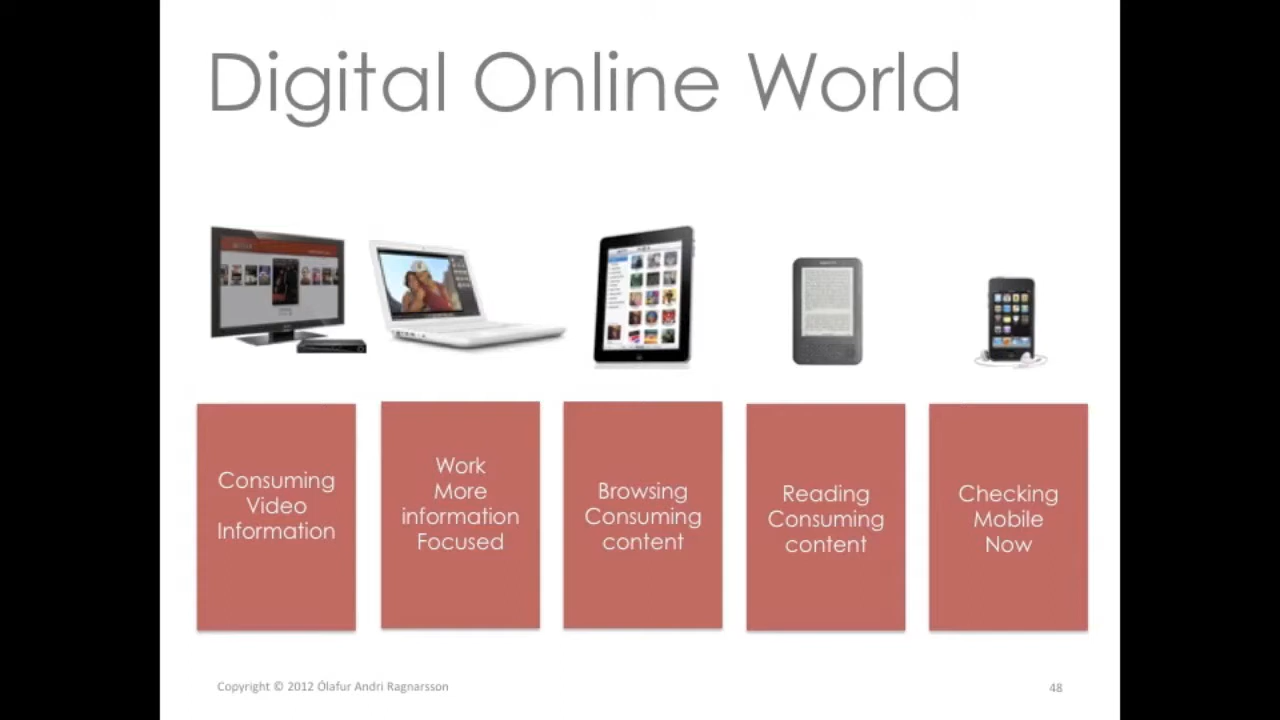 Digital Online World
Consuming
Video
Information
Work
More
information
Focused
Browsing
Consuming
content
Reading
Consuming
content
Checking
Mobile
Now
Copyright © 2012 Ólafur Andri Ragnarsson
48